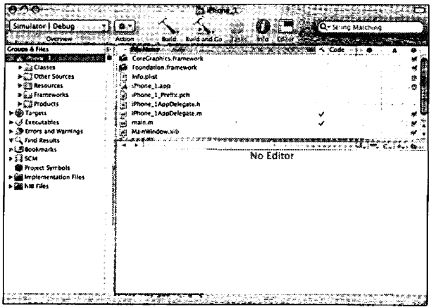 iPhone_1
Simulator | Debug
String Matching
Overview
Action
Build
Build and Go
Tasks
Info
Editor
Groups & Files
File Name
Code
iPhone_1
Classes
Other Sources
Resources
Frameworks
Products
Targets
Executables
Errors and Warnings
Find Results
Bookmarks
SCM
Project Symbols
Implementation Files
NIB Files
CoreGraphics.framework
Foundation.framework
Info.plist
iPhone_1.app
iPhone_1_Prefix.pch
iPhone_1AppDelegate.h
iPhone_1AppDelegate.m
main.m
MainWindow.xib
No Editor